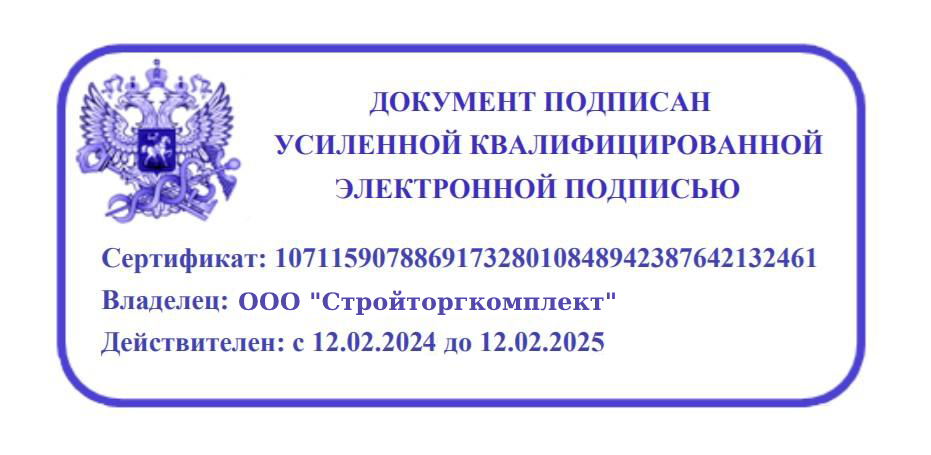 ДОКУМЕНТ ПОДПИСАН
УСИЛЕННОЙ КВАЛИФИЦИРОВАННОЙ
ЭЛЕКТРОННОЙ ПОДПИСЬЮ
Сертификат: 107115907886917328010848942387642132461
Владелец: ООО "Стройторгкомплект"
Действителен: с 12.02.2024 до 12.02.2025